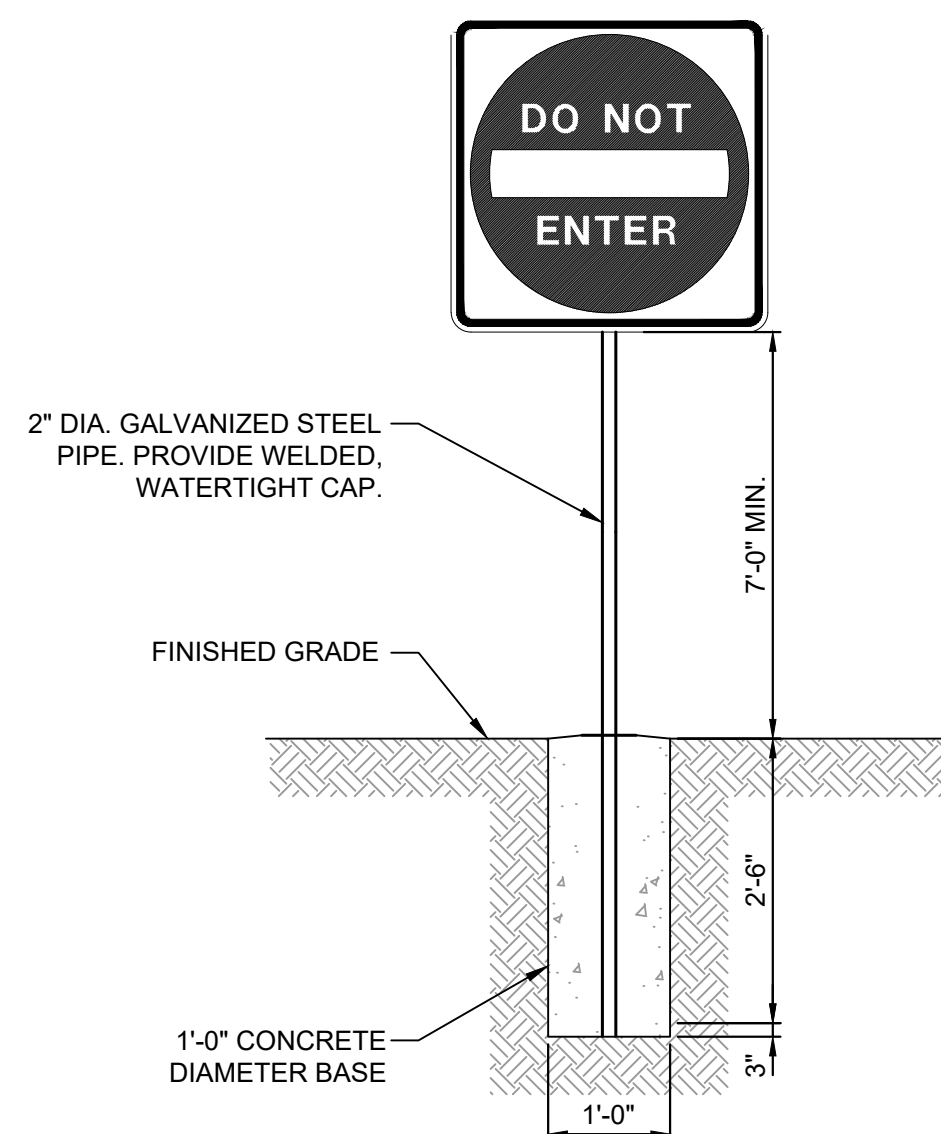 DO NOT
ENTER
2" DIA. GALVANIZED STEEL
PIPE. PROVIDE WELDED,
WATERTIGHT CAP.
7'-0" MIN.
FINISHED GRADE
2'-6"
1'-0" CONCRETE
DIAMETER BASE
3"
1'-0"